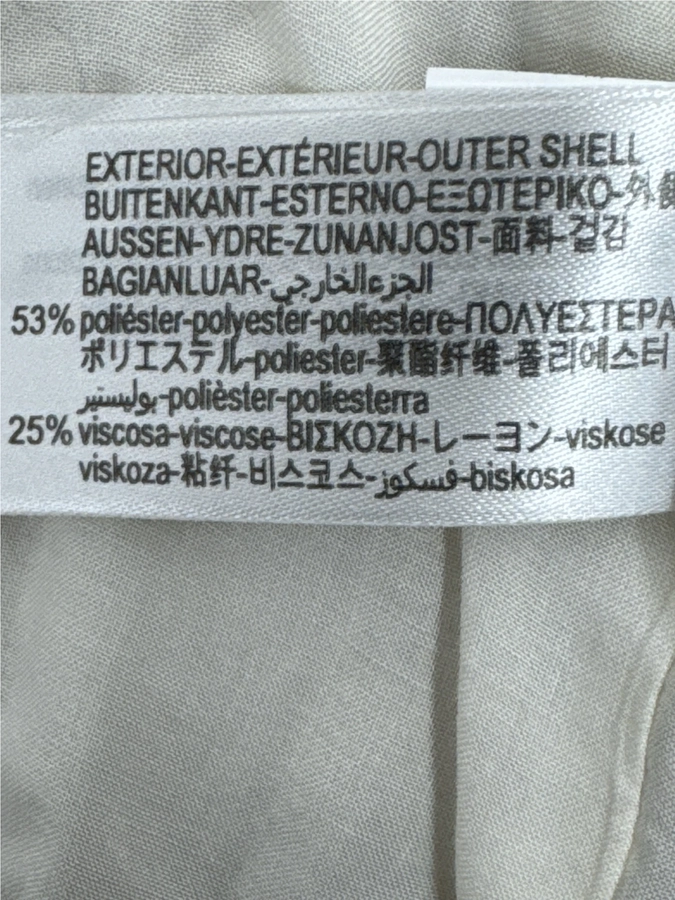 EXTERIOR-EXTÉRIEUR-OUTER SHELL
BUITENKANT-ESTERNO-ΕΞΩΤΕΡΙΚΟ-外側
AUSSEN-YDRE-ZUNANJOST-面料-겉감
BAGIANLUAR-الجزءالخارجي
53% poliéster-polyester-poliestere-ΠΟΛΥΕΣΤΕΡΑ
ポリエステル-poliester-聚酯纤维-폴리에스터
بوليستير-polièster-poliesterra
25% viscosa-viscose-ΒΙΣΚΟΖΗ-レーヨン-viskose
viskoza-粘纤-비스코스-فسكوز-biskosa